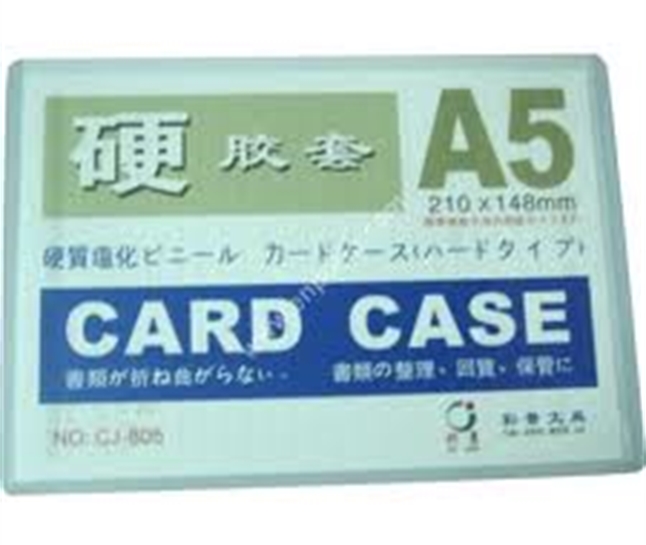 硬 胶套
A5
210 x 148mm
硬質塩化ビニール カードケース(ハードタイプ)
CARD CASE
書類が折ね曲がらない。 書類の整理。回覧。保管に
NO: CJ-805